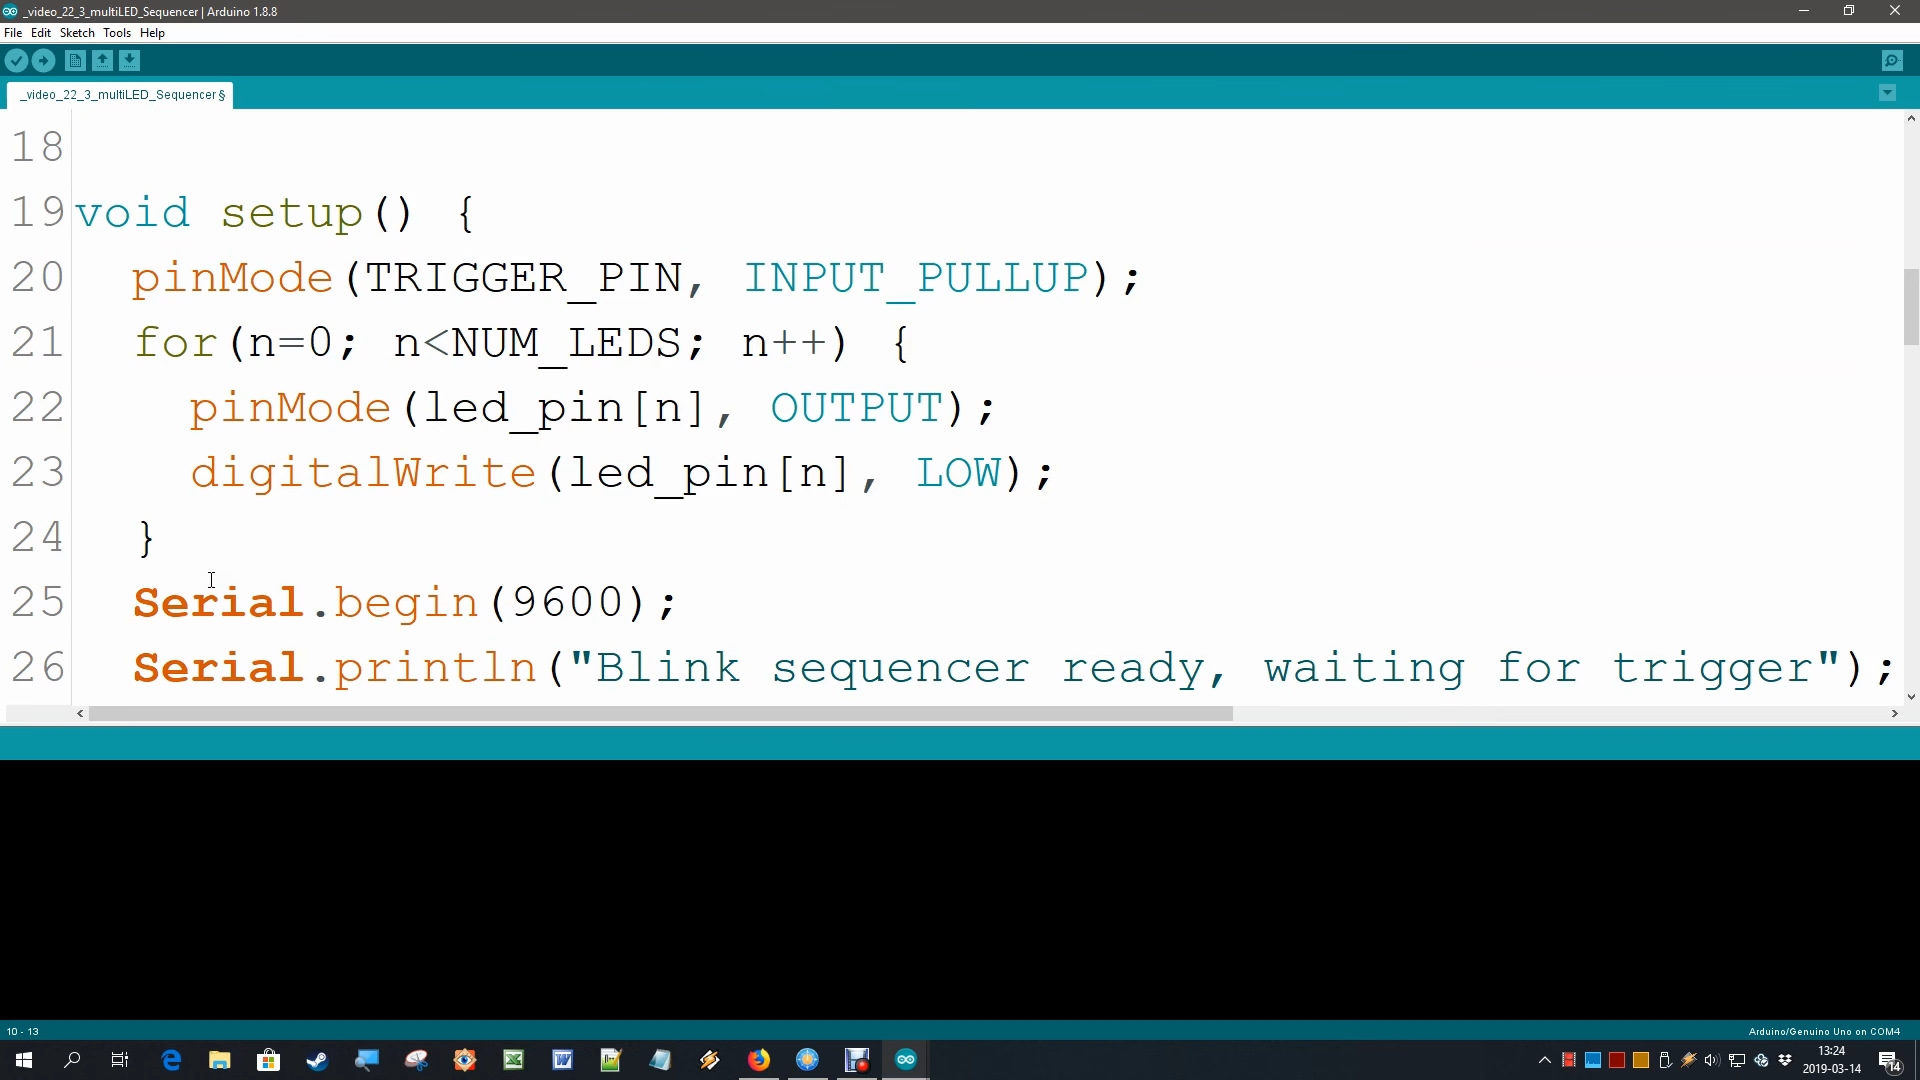 _video_22_3_multiLED_Sequencer | Arduino 1.8.8
File Edit Sketch Tools Help
_video_22_3_multiLED_Sequencer §
18
19 void setup() {
20 pinMode(TRIGGER_PIN, INPUT_PULLUP);
21 for(n=0; n<NUM_LEDS; n++) {
22 pinMode(led_pin[n], OUTPUT);
23 digitalWrite(led_pin[n], LOW);
24 }
25 Serial.begin(9600);
26 Serial.println("Blink sequencer ready, waiting for trigger");
10 - 13
Arduino/Genuino Uno on COM4
13:24
2019-03-14
14